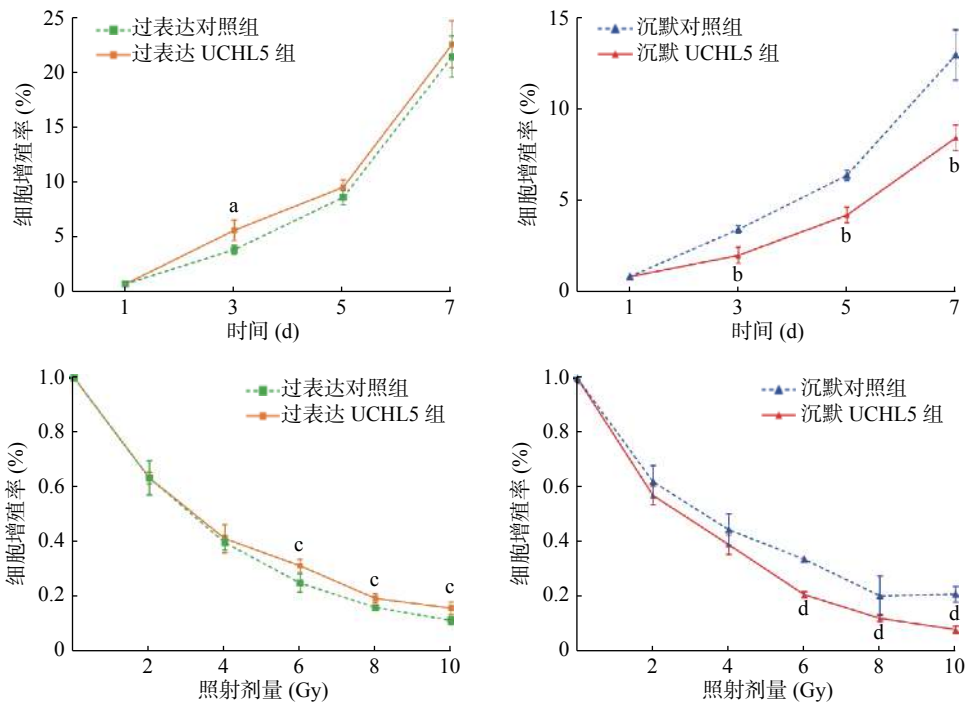 过表达对照组
过表达 UCHL5 组
细胞增殖率 (%)
25
20
15
10
5
0
a
1 3 5 7
时间 (d)
沉默对照组
沉默 UCHL5 组
细胞增殖率 (%)
15
10
5
0
b
b
b
1 3 5 7
时间 (d)
过表达对照组
过表达 UCHL5 组
细胞增殖率 (%)
1.0
0.8
0.6
0.4
0.2
0
c
c
c
2 4 6 8 10
照射剂量 (Gy)
沉默对照组
沉默 UCHL5 组
细胞增殖率 (%)
1.0
0.8
0.6
0.4
0.2
0
d
d
d
2 4 6 8 10
照射剂量 (Gy)